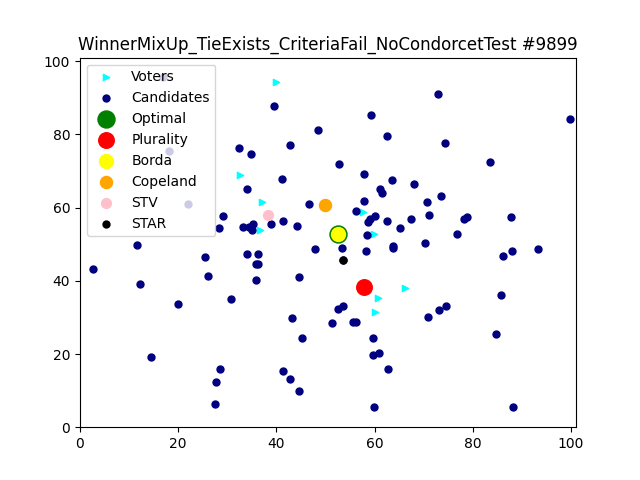 WinnerMixUp_TieExists_CriteriaFail_NoCondorcetTest #9899
100
80
60
40
20
0
Voters
Candidates
Optimal
Plurality
Borda
Copeland
STV
STAR
0 20 40 60 80 100